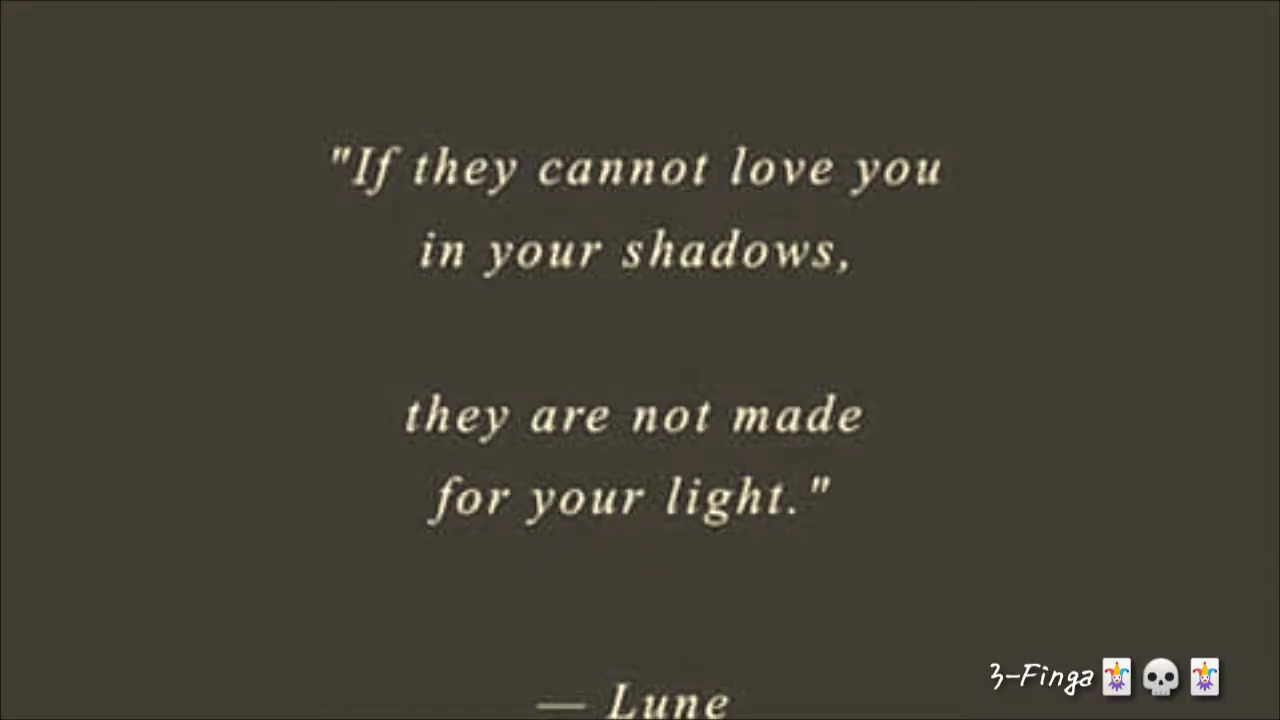 "If they cannot love you
in your shadows,
they are not made
for your light."
— Lune
3-Finga🃏💀🃏